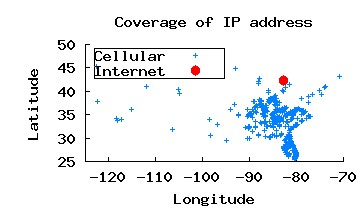 Coverage of IP address
50
45
40
35
30
25
Latitude
Cellular
Internet
-120 -110 -100 -90 -80 -70
Longitude